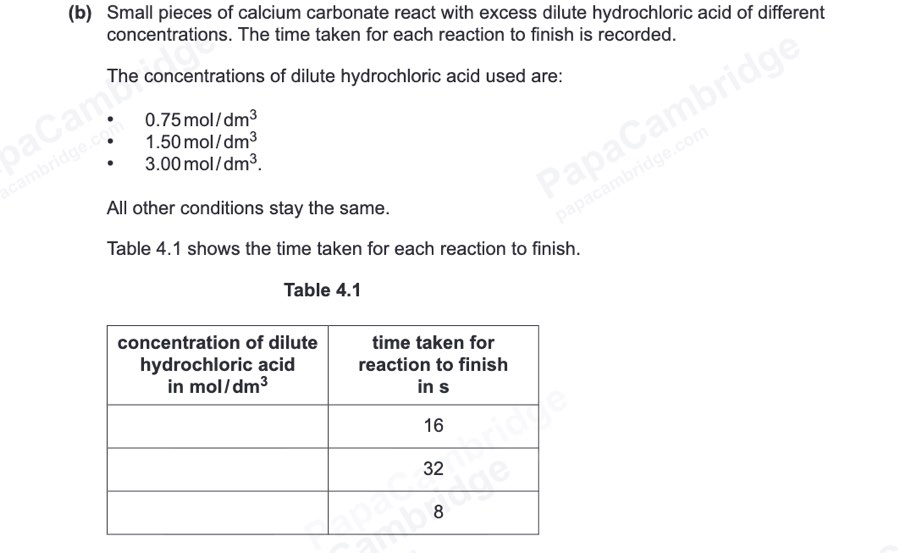 (b) Small pieces of calcium carbonate react with excess dilute hydrochloric acid of different
concentrations. The time taken for each reaction to finish is recorded.
The concentrations of dilute hydrochloric acid used are:
• 0.75 mol/dm³
• 1.50 mol/dm³
• 3.00 mol/dm³.
All other conditions stay the same.
Table 4.1 shows the time taken for each reaction to finish.
Table 4.1
concentration of dilute
hydrochloric acid
in mol/dm³
time taken for
reaction to finish
in s
16
32
8
PapaCambridge
papacambridge.com